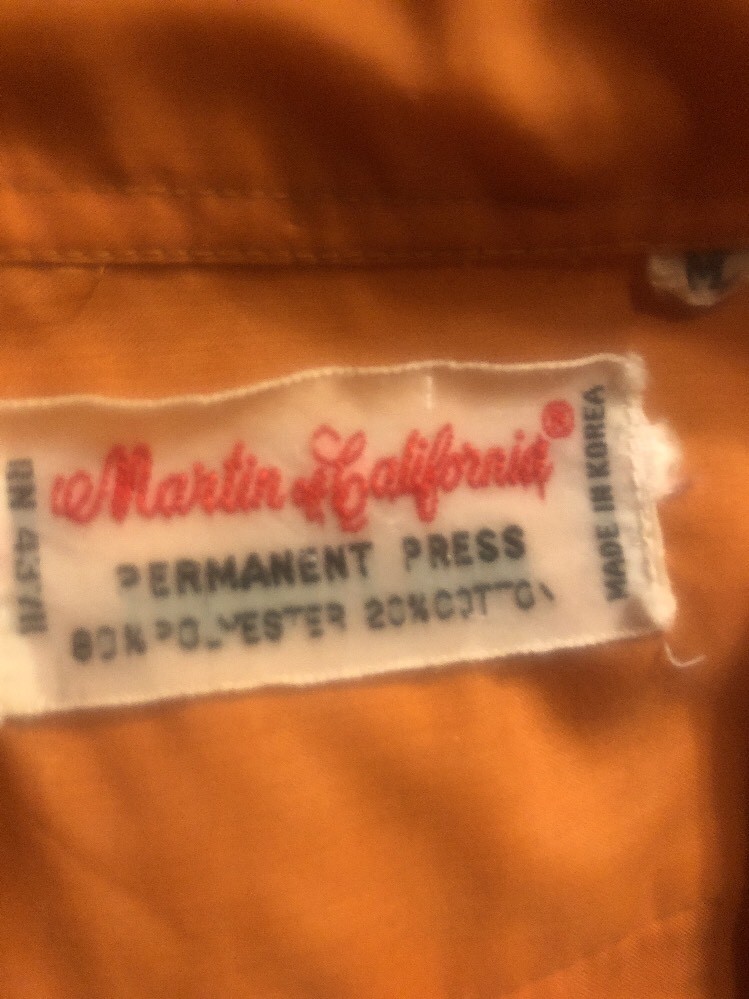 Martin of California®
PERMANENT PRESS
80% POLYESTER 20% COTTON
MADE IN KOREA
M